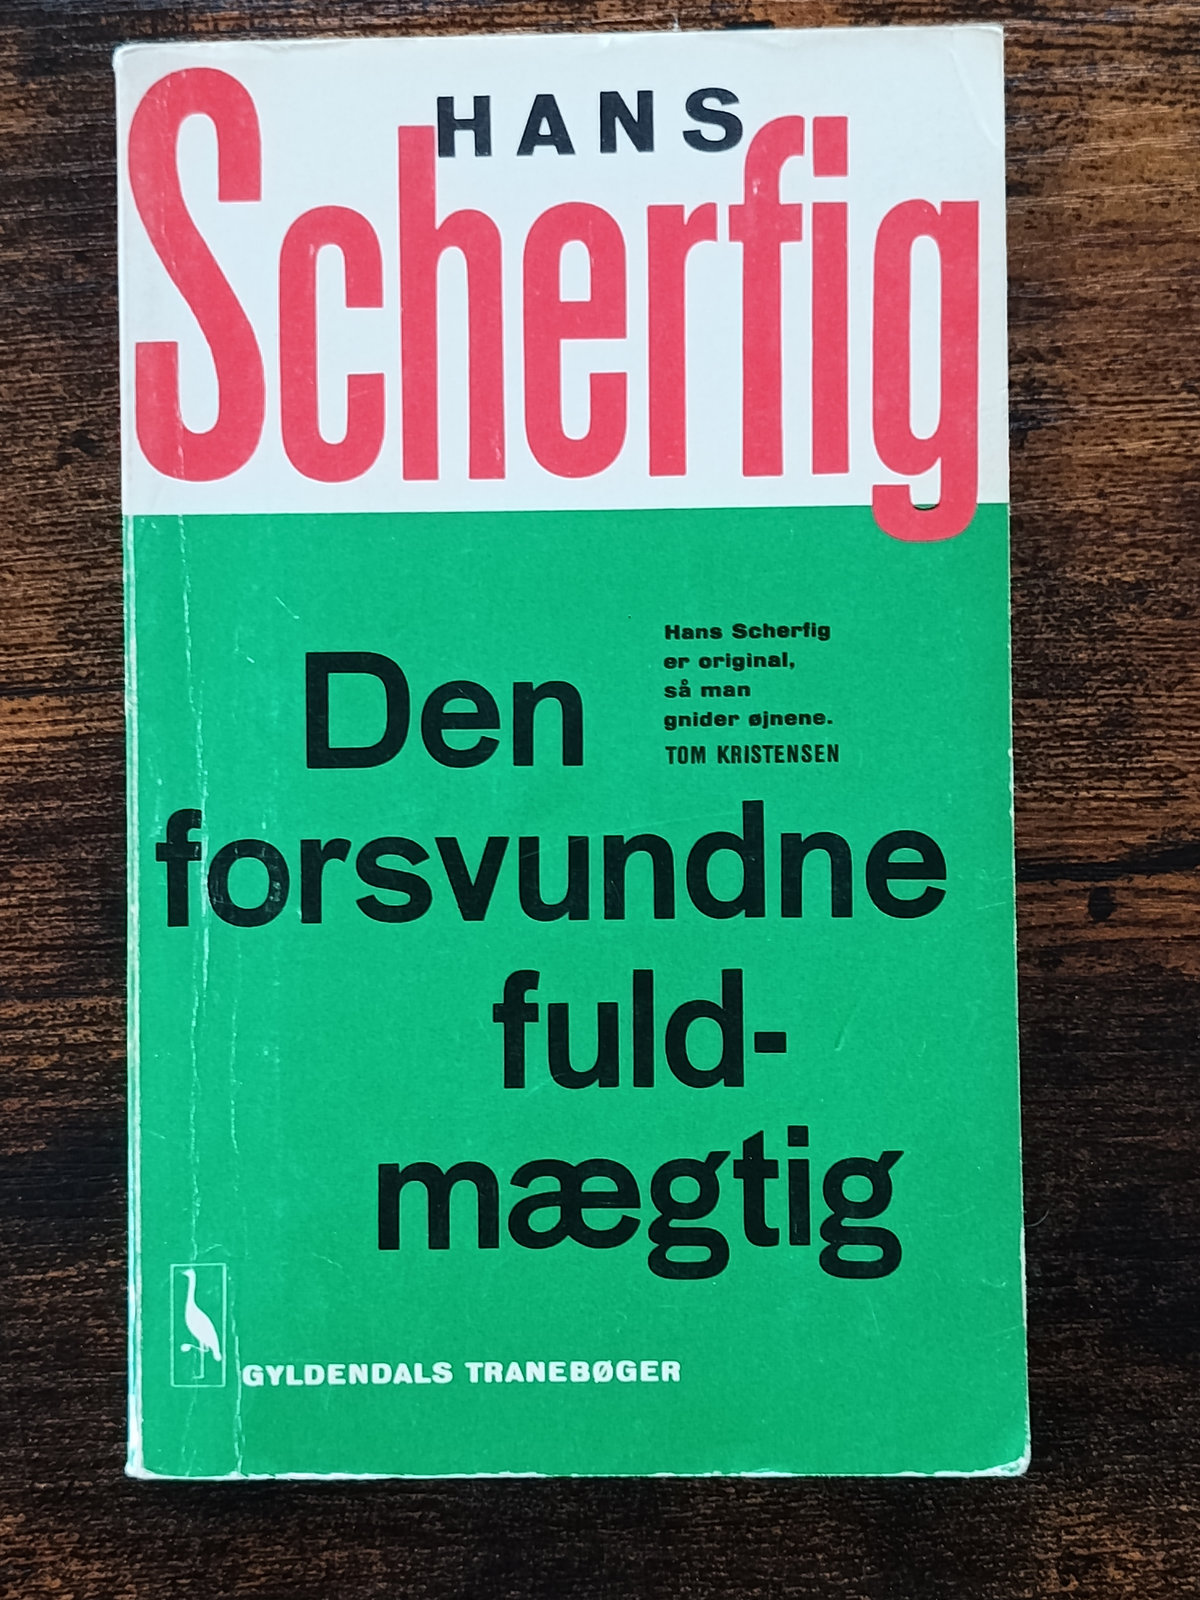 HANS
Scherfig
Hans Scherfig
er original,
så man
gnider øjnene.
TOM KRISTENSEN
Den
forsvundne
fuld-
mægtig
GYLDENDALS TRANEBØGER